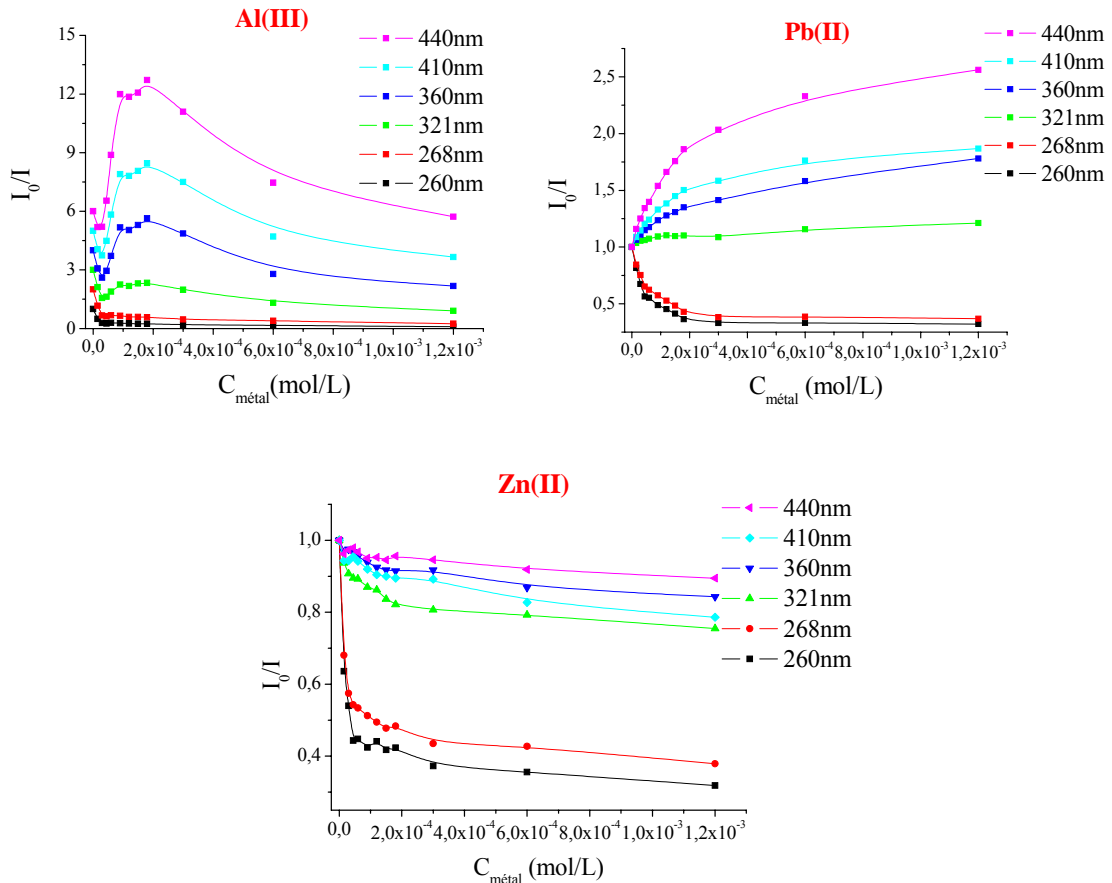 Al(III)
15
12
9
6
3
0
I₀/I
0,0
2,0x10⁻⁴
4,0x10⁻⁴
6,0x10⁻⁴
8,0x10⁻⁴
1,0x10⁻³
1,2x10⁻³
C métal(mol/L)
440nm
410nm
360nm
321nm
268nm
260nm
Pb(II)
2,5
2,0
1,5
1,0
0,5
I₀/I
0,0
2,0x10⁻⁴
4,0x10⁻⁴
6,0x10⁻⁴
8,0x10⁻⁴
1,0x10⁻³
1,2x10⁻³
C métal (mol/L)
440nm
410nm
360nm
321nm
268nm
260nm
Zn(II)
1,0
0,8
0,6
0,4
I₀/I
0,0
2,0x10⁻⁴
4,0x10⁻⁴
6,0x10⁻⁴
8,0x10⁻⁴
1,0x10⁻³
1,2x10⁻³
C métal (mol/L)
440nm
410nm
360nm
321nm
268nm
260nm